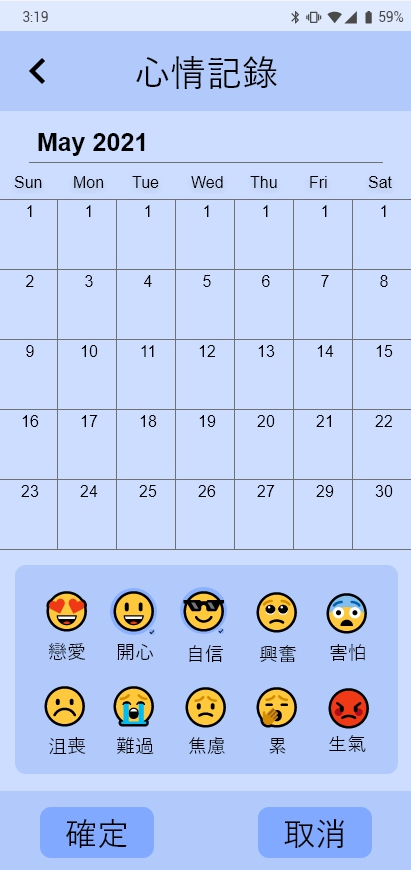 3:19 59%
心情記錄
May 2021
Sun Mon Tue Wed Thu Fri Sat
1 1 1 1 1 1 1
2 3 4 5 6 7 8
9 10 11 12 13 14 15
16 17 18 19 20 21 22
23 24 25 26 27 29 30
戀愛 開心 自信 興奮 害怕
沮喪 難過 焦慮 累 生氣
確定 取消